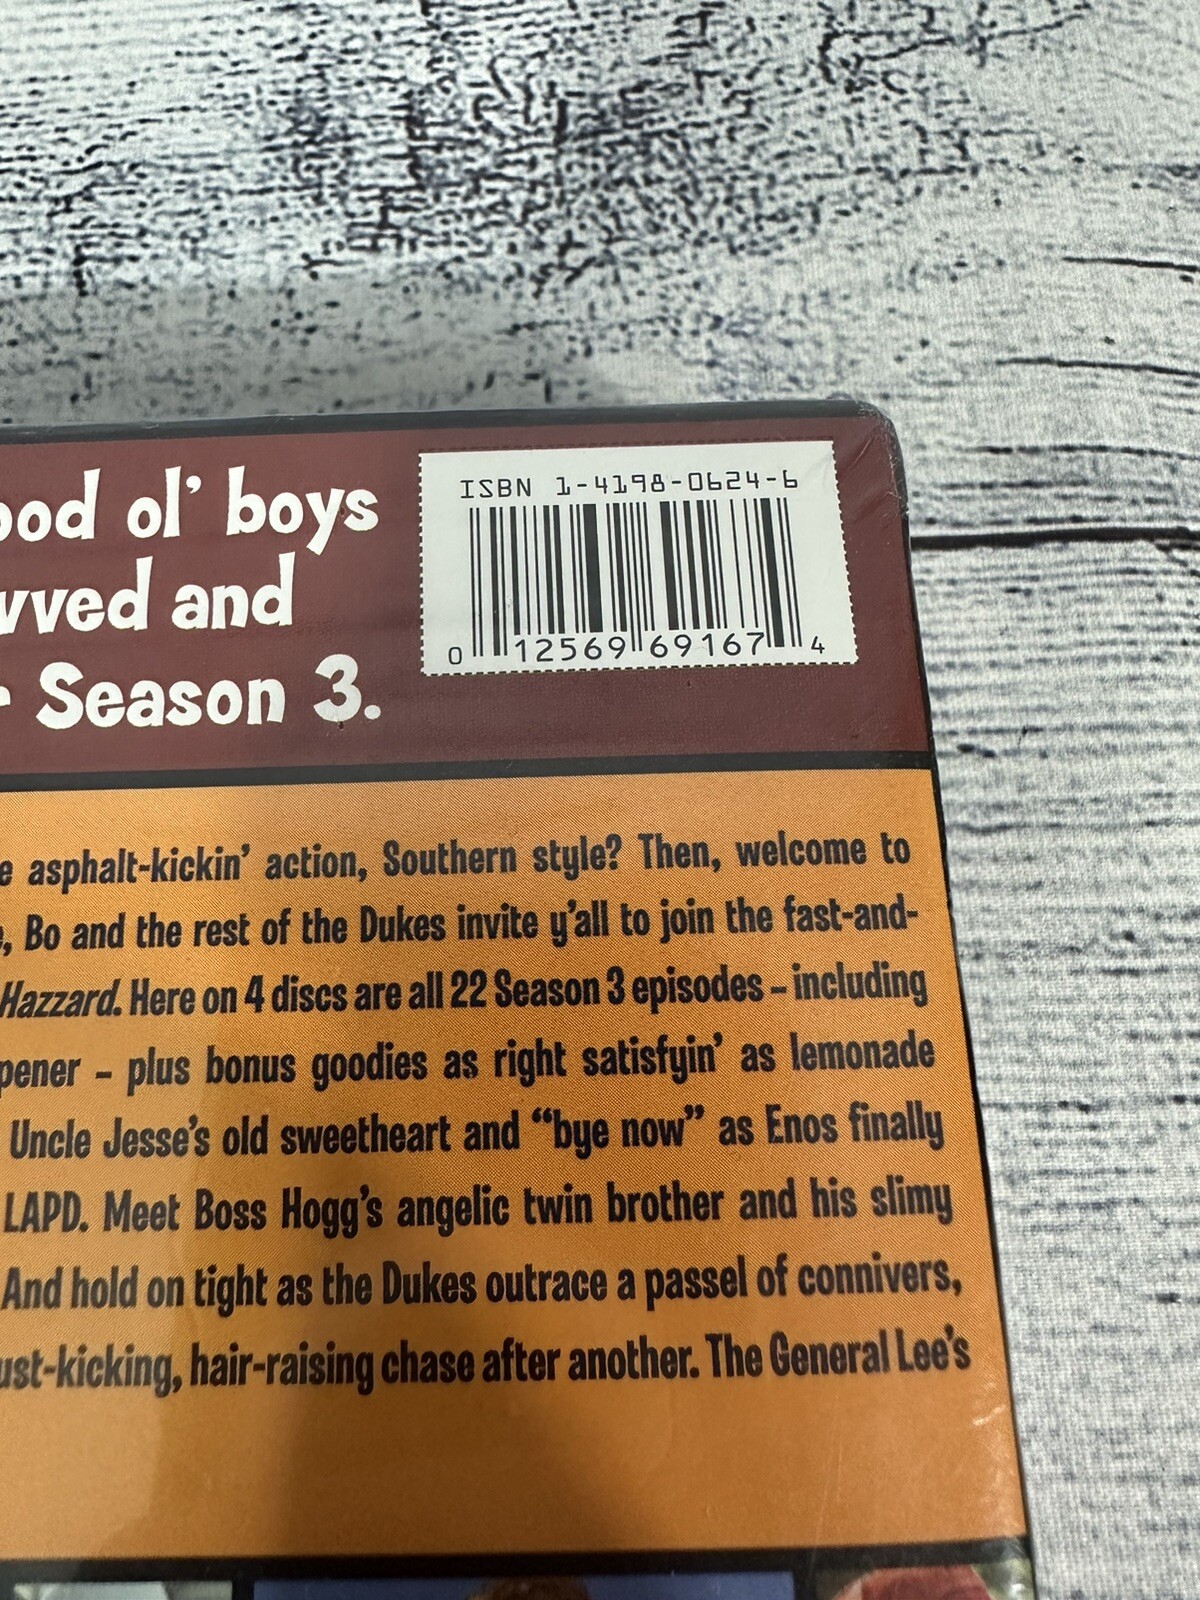 ol' boys
and
Season 3.
ISBN 1-4198-0624-6
0 12569 69167 4
asphalt-kickin' action, Southern style? Then, welcome to
Bo and the rest of the Dukes invite y'all to join the fast-and-
Hazzard. Here on 4 discs are all 22 Season 3 episodes – including
– plus bonus goodies as right satisfyin' as lemonade
Uncle Jesse's old sweetheart and “bye now” as Enos finally
LAPD. Meet Boss Hogg's angelic twin brother and his slimy
And hold on tight as the Dukes outrace a passel of connivers,
hair-raising chase after another. The General Lee's